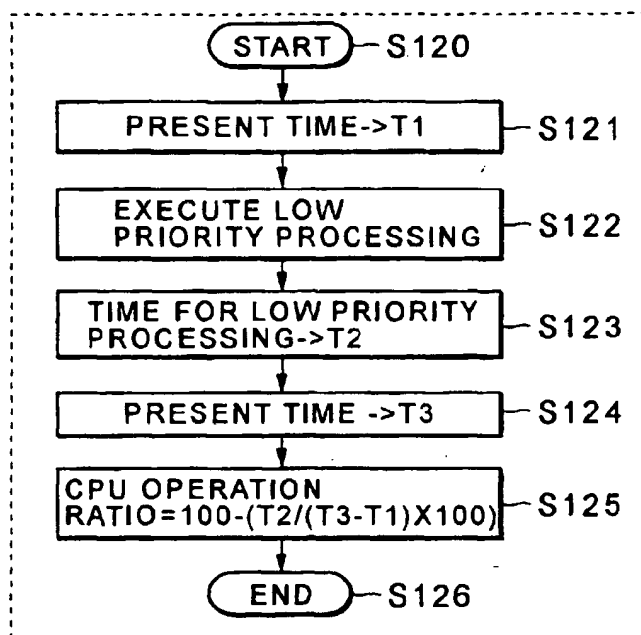 START S120
PRESENT TIME->T1 S121
EXECUTE LOW
PRIORITY PROCESSING S122
TIME FOR LOW PRIORITY
PROCESSING->T2 S123
PRESENT TIME ->T3 S124
CPU OPERATION
RATIO=100-(T2/(T3-T1)X100) S125
END S126